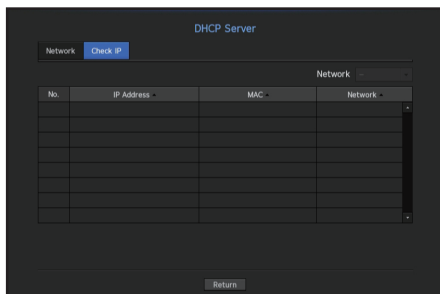 DHCP Server
Network Check IP
Network -
No. IP Address MAC Network
Return